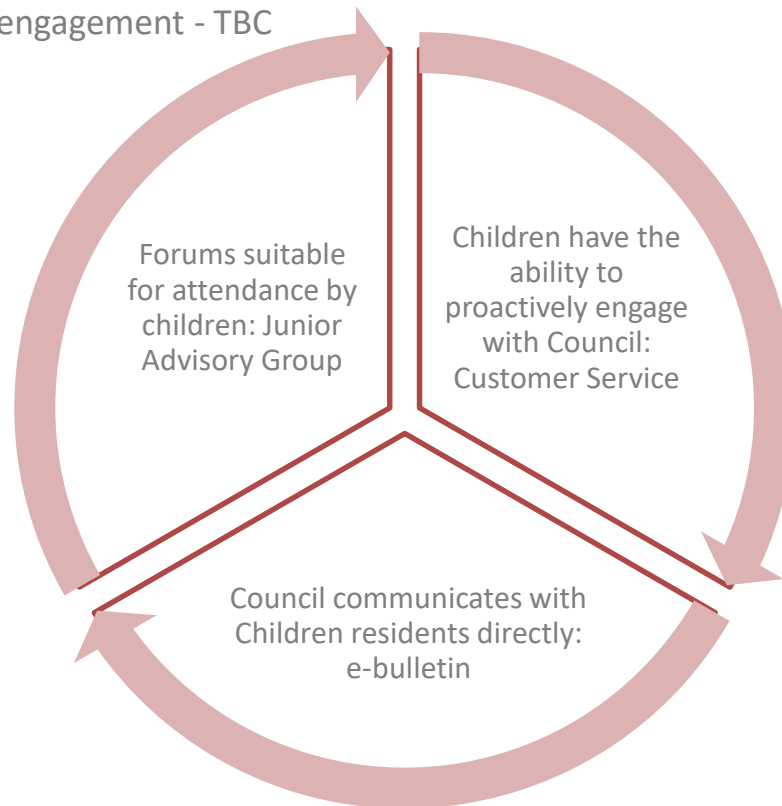 engagement - TBC
Forums suitable
for attendance by
children: Junior
Advisory Group
Children have the
ability to
proactively engage
with Council:
Customer Service
Council communicates with
Children residents directly:
e-bulletin